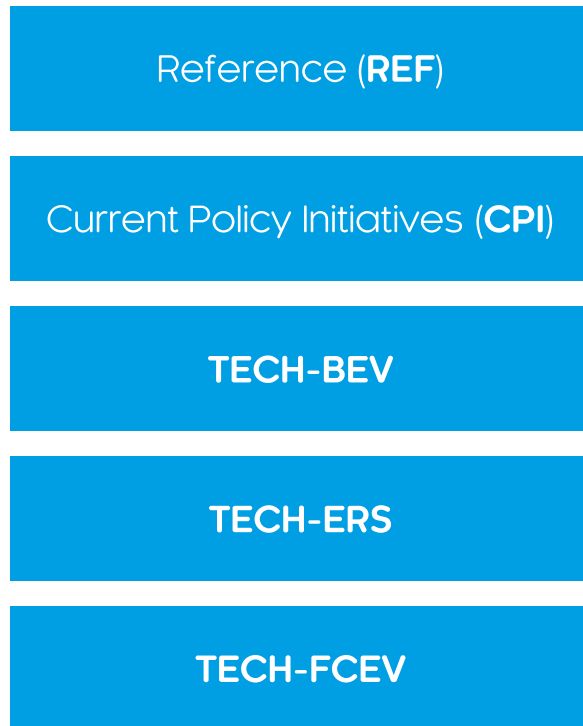 Reference (REF)
Current Policy Initiatives (CPI)
TECH-BEV
TECH-ERS
TECH-FCEV